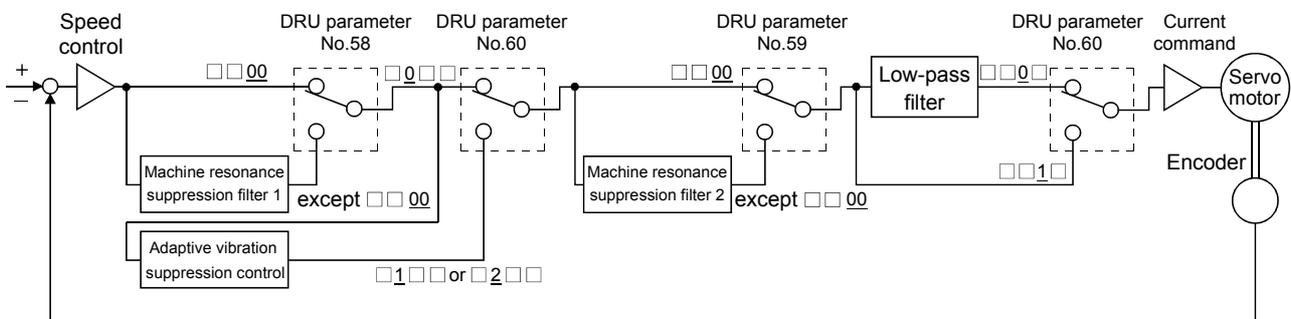 Speed
control
DRU parameter
No.58
DRU parameter
No.60
DRU parameter
No.59
DRU parameter
No.60
Current
command
+
−
□□00
□0□□
□□00
Low-pass
filter
□□0□
Servo
motor
Machine resonance
suppression filter 1
except □□00
Machine resonance
suppression filter 2
except □□00
□□1□
Encoder
Adaptive vibration
suppression control
□1□□ or □2□□